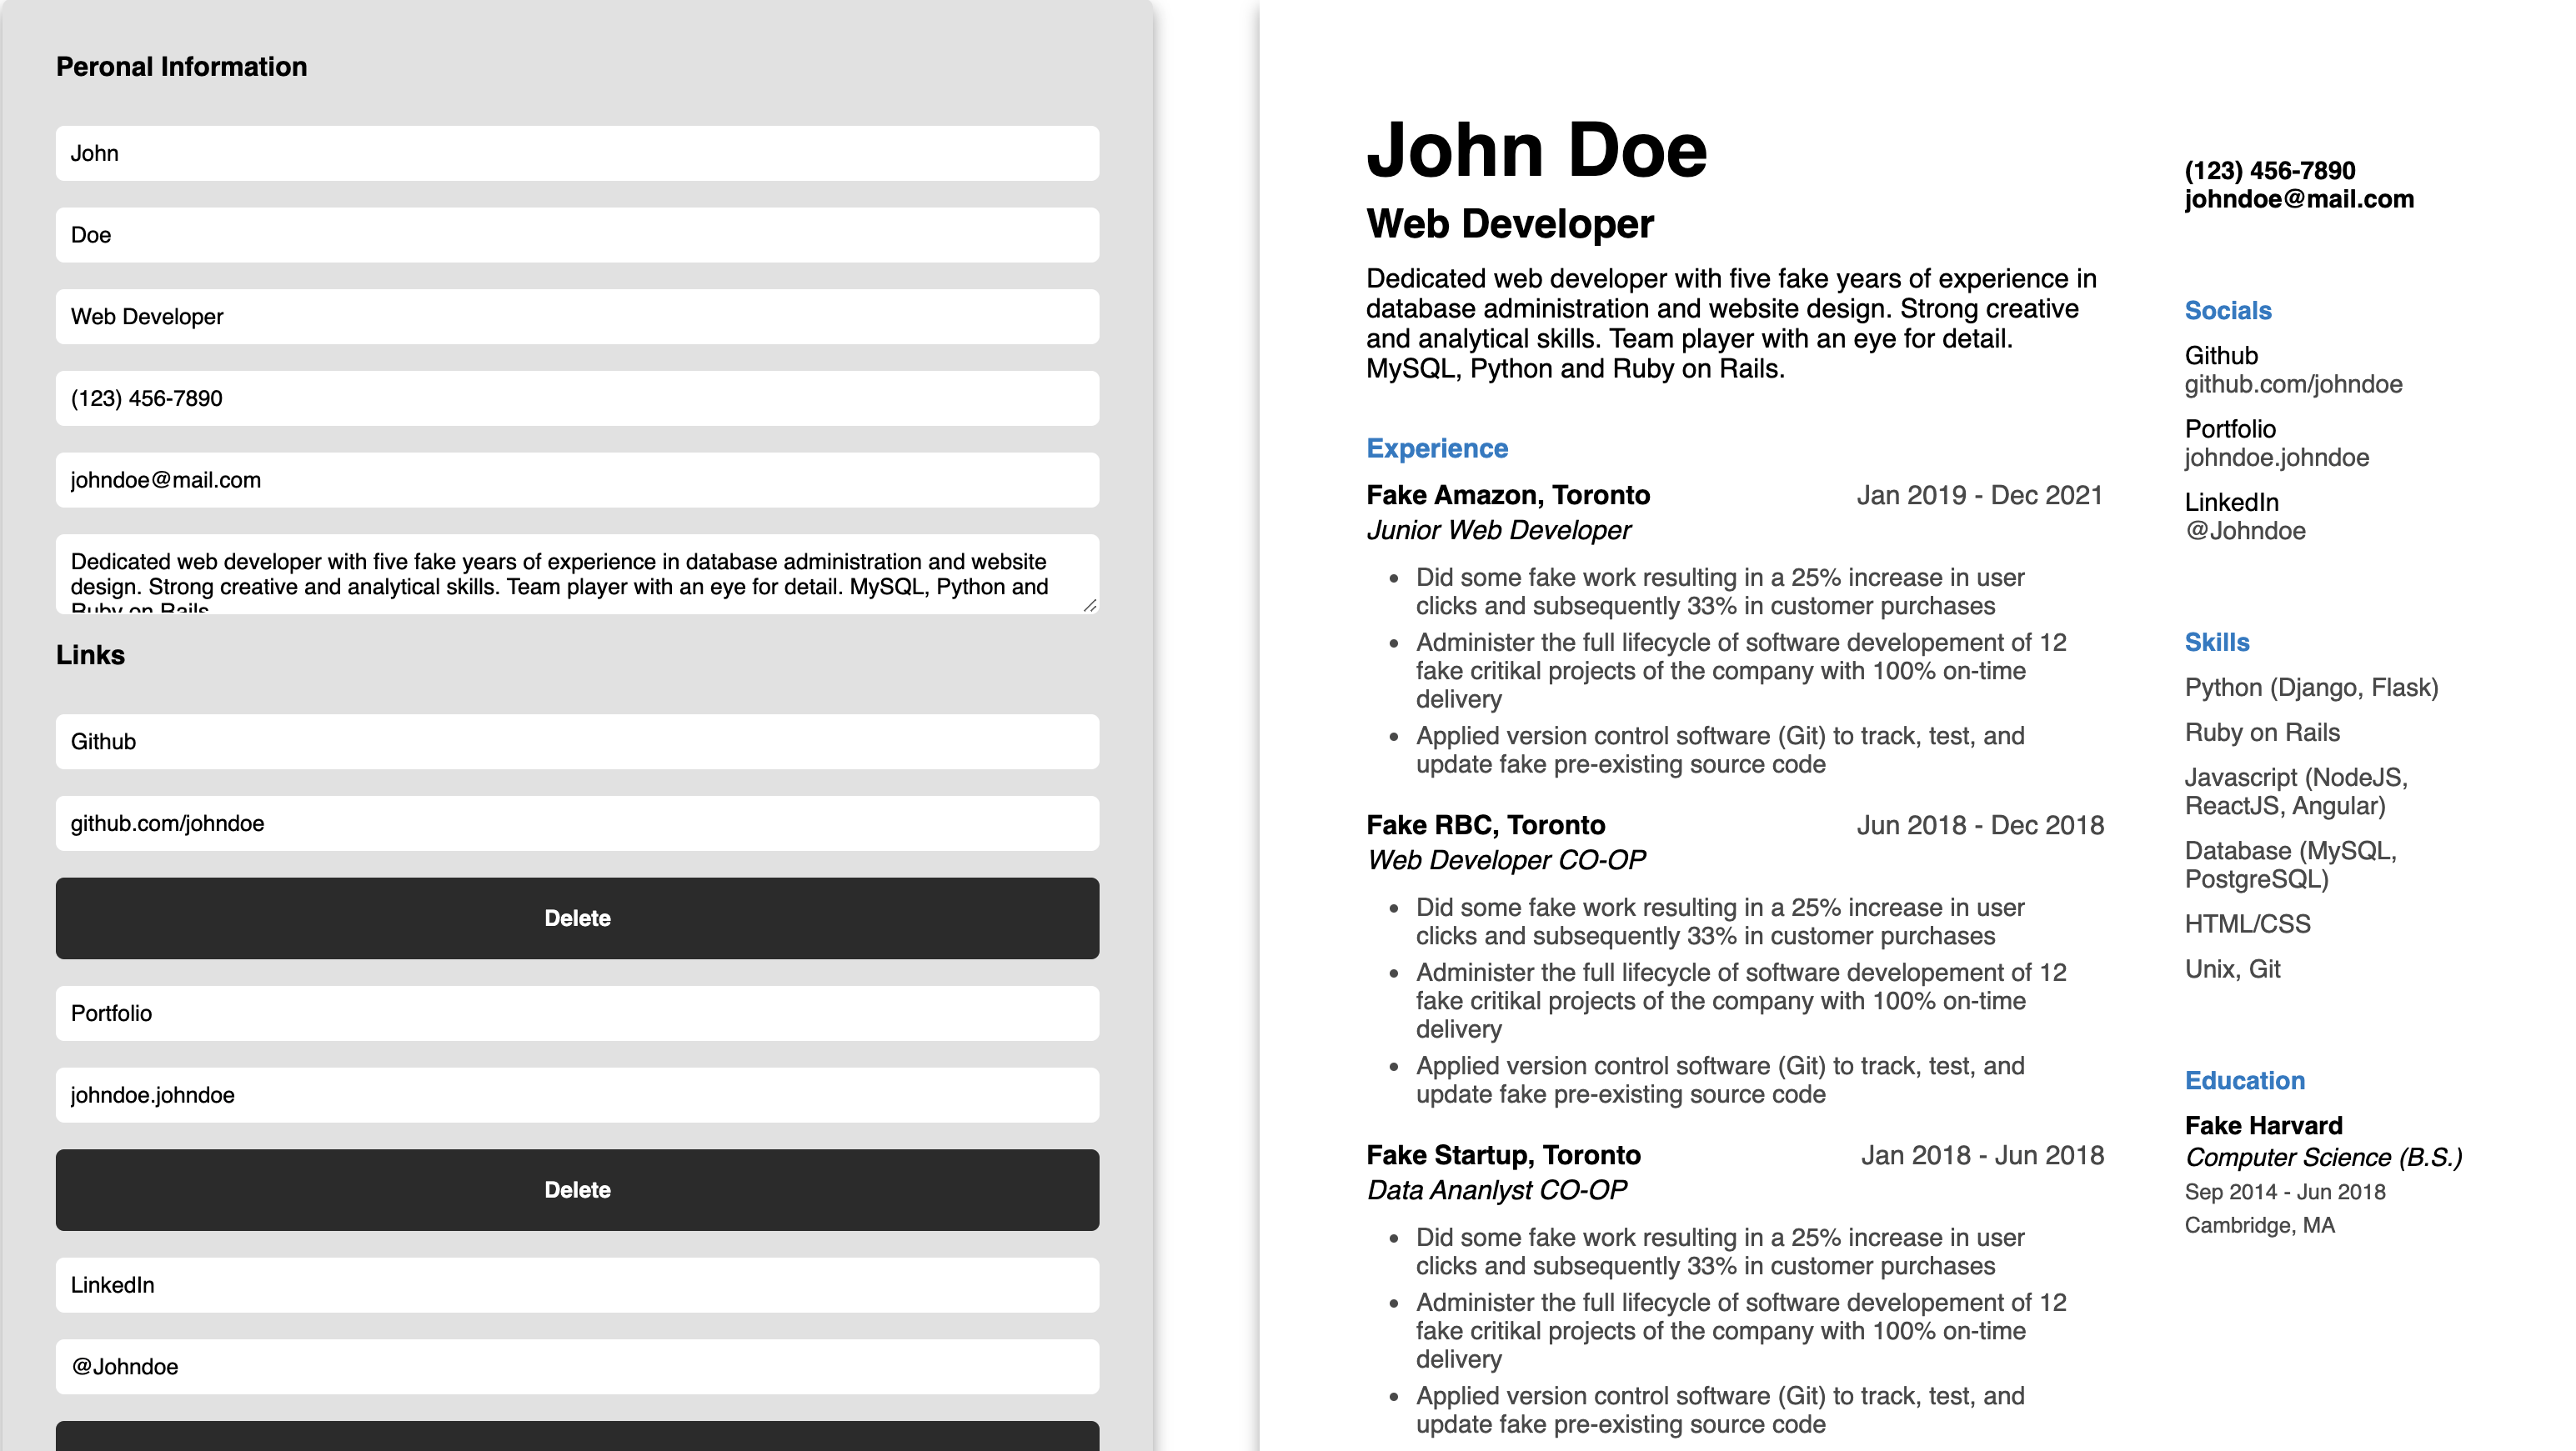 Peronal Information
John
Doe
Web Developer
(123) 456-7890
johndoe@mail.com
Dedicated web developer with five fake years of experience in database administration and website
design. Strong creative and analytical skills. Team player with an eye for detail. MySQL, Python and
Ruby on Rails.
Links
Github
github.com/johndoe
Delete
Portfolio
johndoe.johndoe
Delete
LinkedIn
@Johndoe
John Doe
Web Developer
Dedicated web developer with five fake years of experience in
database administration and website design. Strong creative
and analytical skills. Team player with an eye for detail.
MySQL, Python and Ruby on Rails.
Experience
Fake Amazon, Toronto Jan 2019 - Dec 2021
Junior Web Developer
• Did some fake work resulting in a 25% increase in user
clicks and subsequently 33% in customer purchases
• Administer the full lifecycle of software developement of 12
fake critikal projects of the company with 100% on-time
delivery
• Applied version control software (Git) to track, test, and
update fake pre-existing source code
Fake RBC, Toronto Jun 2018 - Dec 2018
Web Developer CO-OP
• Did some fake work resulting in a 25% increase in user
clicks and subsequently 33% in customer purchases
• Administer the full lifecycle of software developement of 12
fake critikal projects of the company with 100% on-time
delivery
• Applied version control software (Git) to track, test, and
update fake pre-existing source code
Fake Startup, Toronto Jan 2018 - Jun 2018
Data Ananlyst CO-OP
• Did some fake work resulting in a 25% increase in user
clicks and subsequently 33% in customer purchases
• Administer the full lifecycle of software developement of 12
fake critikal projects of the company with 100% on-time
delivery
• Applied version control software (Git) to track, test, and
update fake pre-existing source code
(123) 456-7890
johndoe@mail.com
Socials
Github
github.com/johndoe
Portfolio
johndoe.johndoe
LinkedIn
@Johndoe
Skills
Python (Django, Flask)
Ruby on Rails
Javascript (NodeJS,
ReactJS, Angular)
Database (MySQL,
PostgreSQL)
HTML/CSS
Unix, Git
Education
Fake Harvard
Computer Science (B.S.)
Sep 2014 - Jun 2018
Cambridge, MA